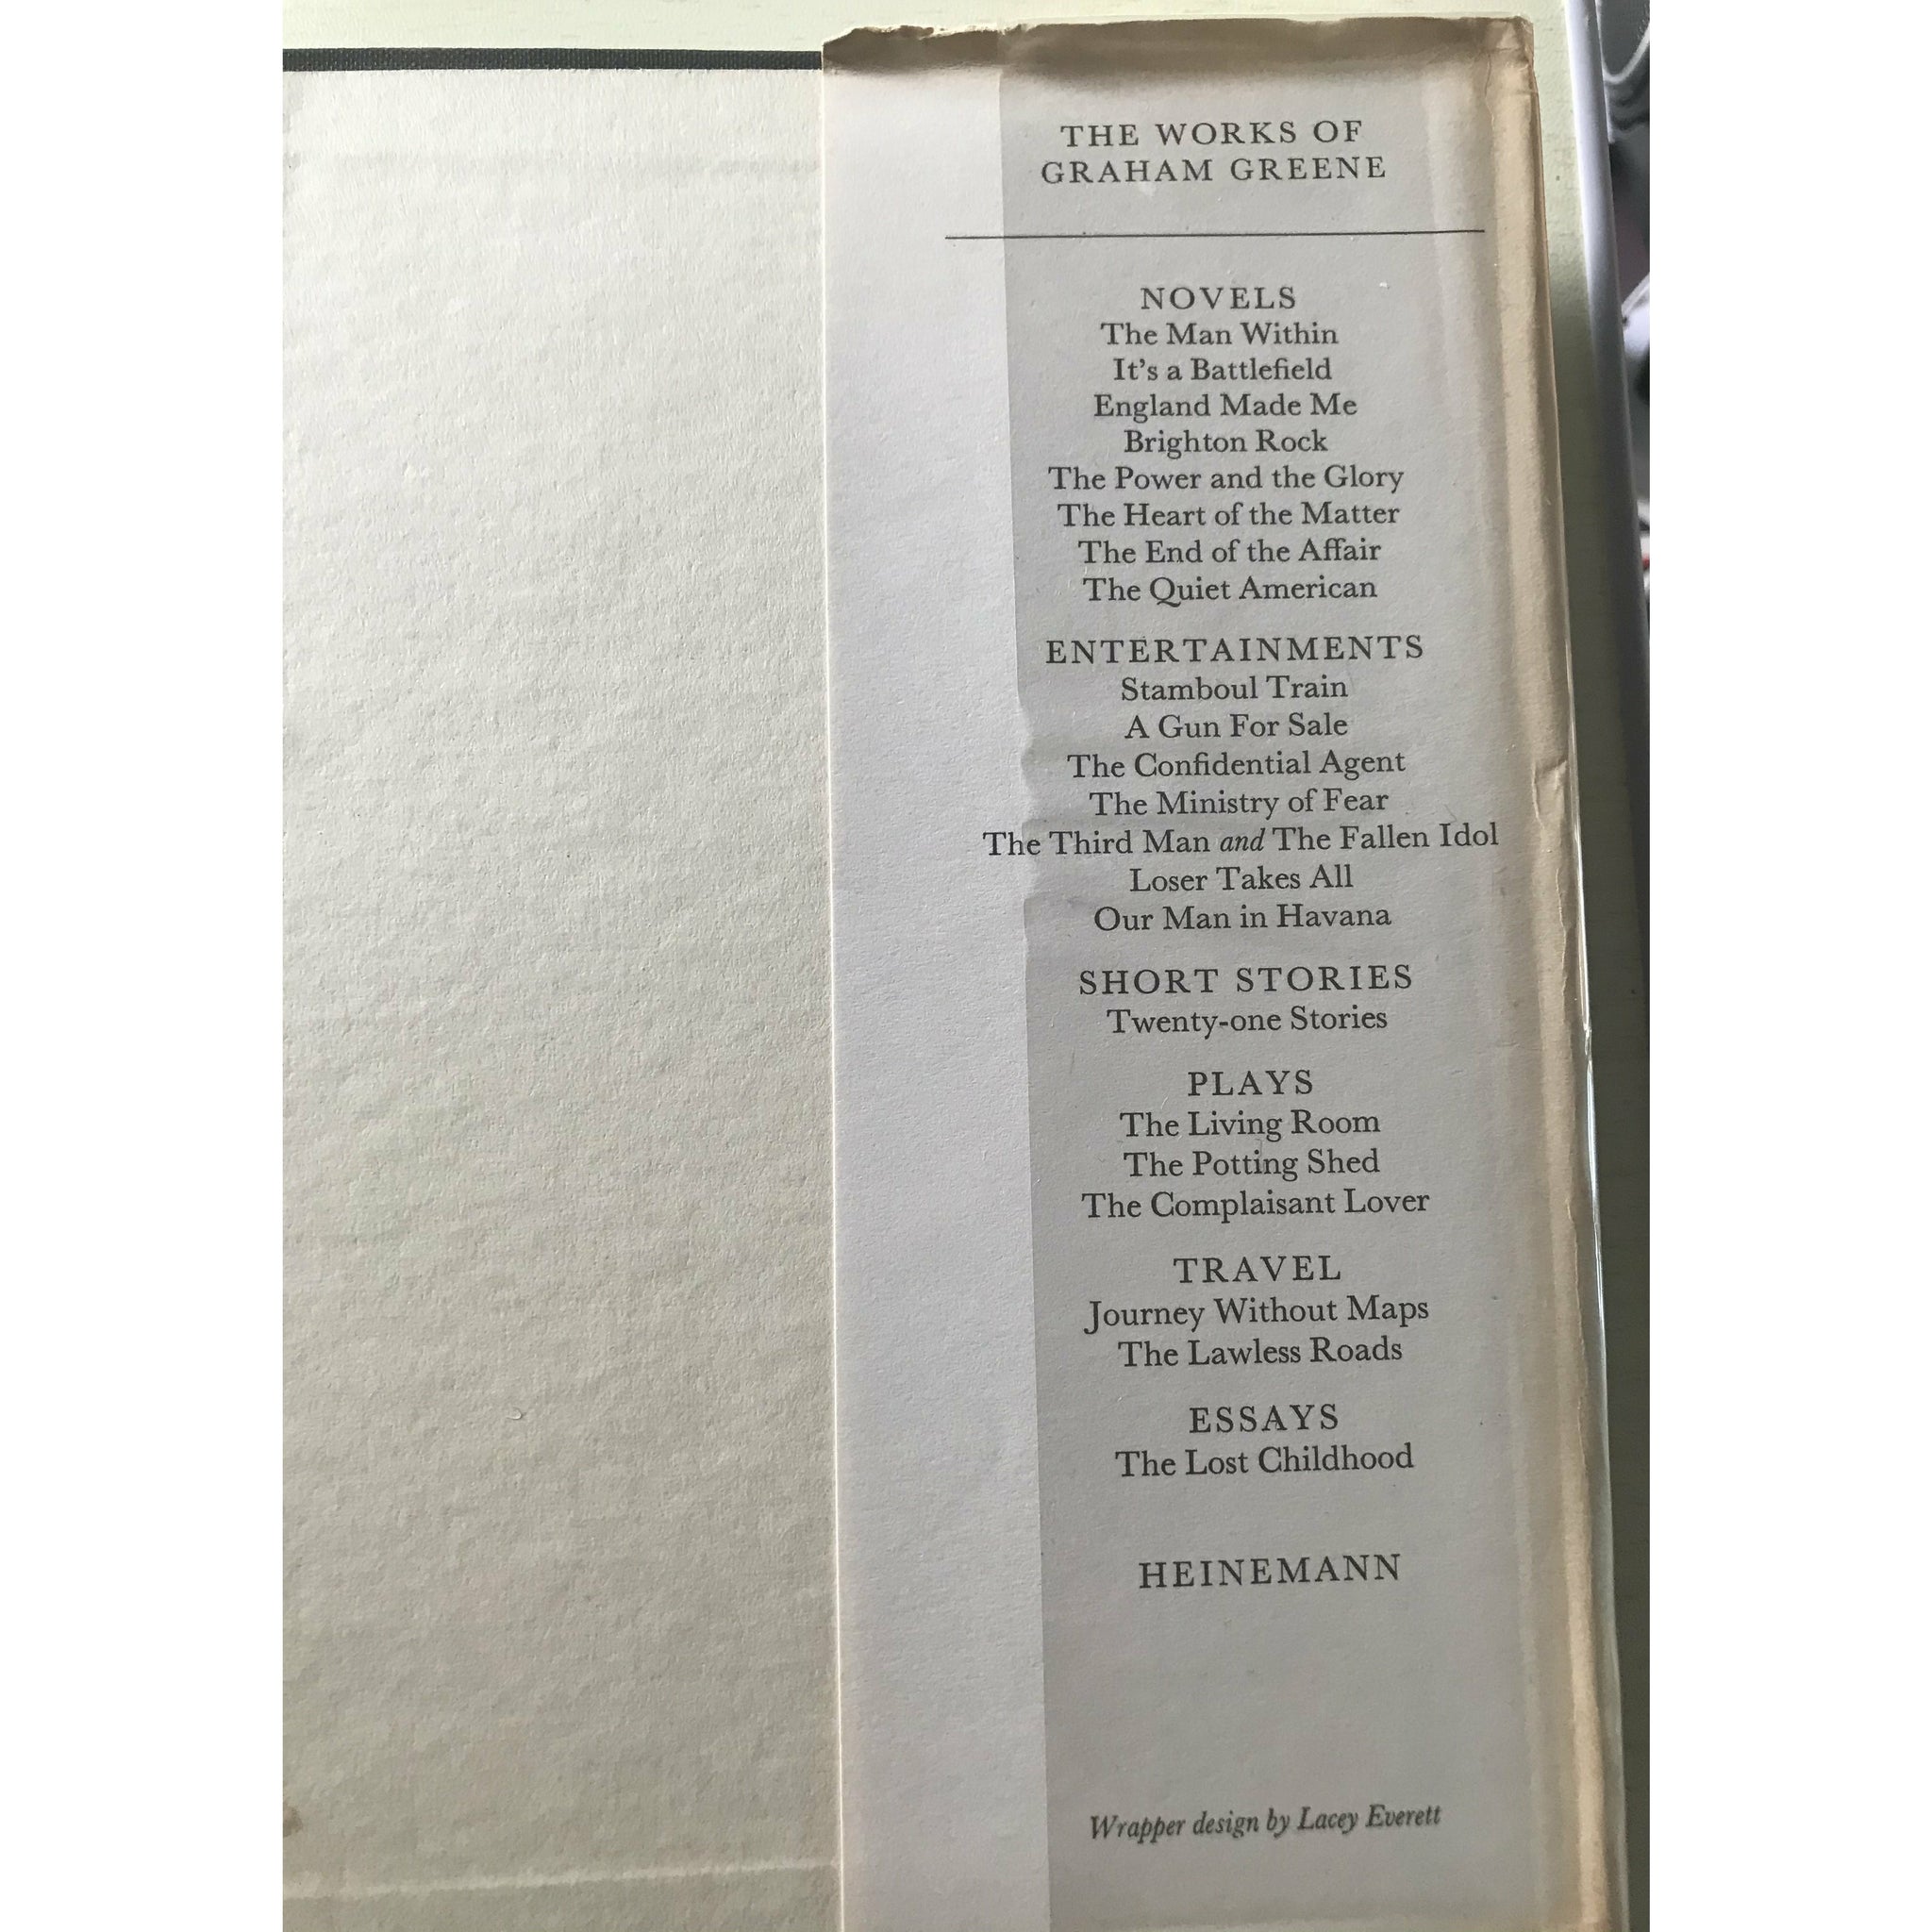 THE WORKS OF
GRAHAM GREENE
NOVELS
The Man Within
It's a Battlefield
England Made Me
Brighton Rock
The Power and the Glory
The Heart of the Matter
The End of the Affair
The Quiet American
ENTERTAINMENTS
Stamboul Train
A Gun For Sale
The Confidential Agent
The Ministry of Fear
The Third Man and The Fallen Idol
Loser Takes All
Our Man in Havana
SHORT STORIES
Twenty-one Stories
PLAYS
The Living Room
The Potting Shed
The Complaisant Lover
TRAVEL
Journey Without Maps
The Lawless Roads
ESSAYS
The Lost Childhood
HEINEMANN
Wrapper design by Lacey Everett